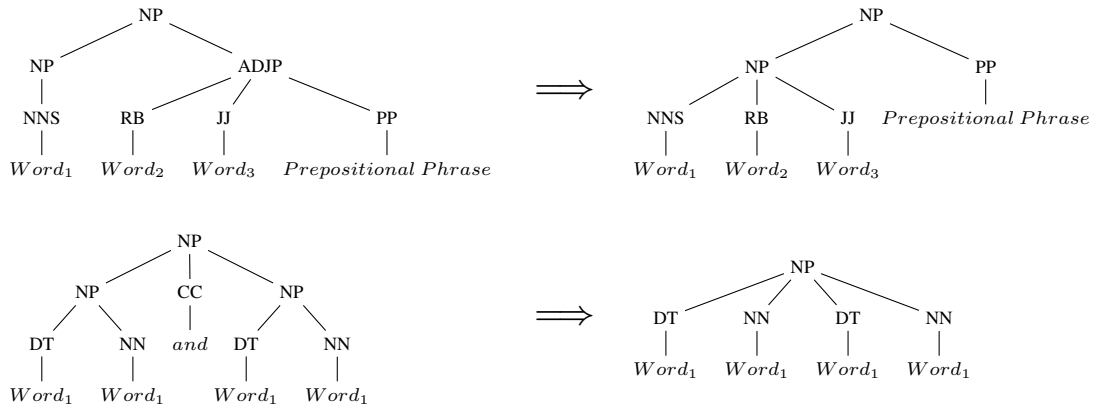 NP NP
NP ADJP ⟹ NP PP
NNS RB JJ PP NNS RB JJ Prepositional Phrase
Word₁ Word₂ Word₃ Prepositional Phrase Word₁ Word₂ Word₃
NP
NP
NP CC NP ⟹ DT NN DT NN
DT NN and DT NN Word₁ Word₁ Word₁ Word₁
Word₁ Word₁ Word₁ Word₁